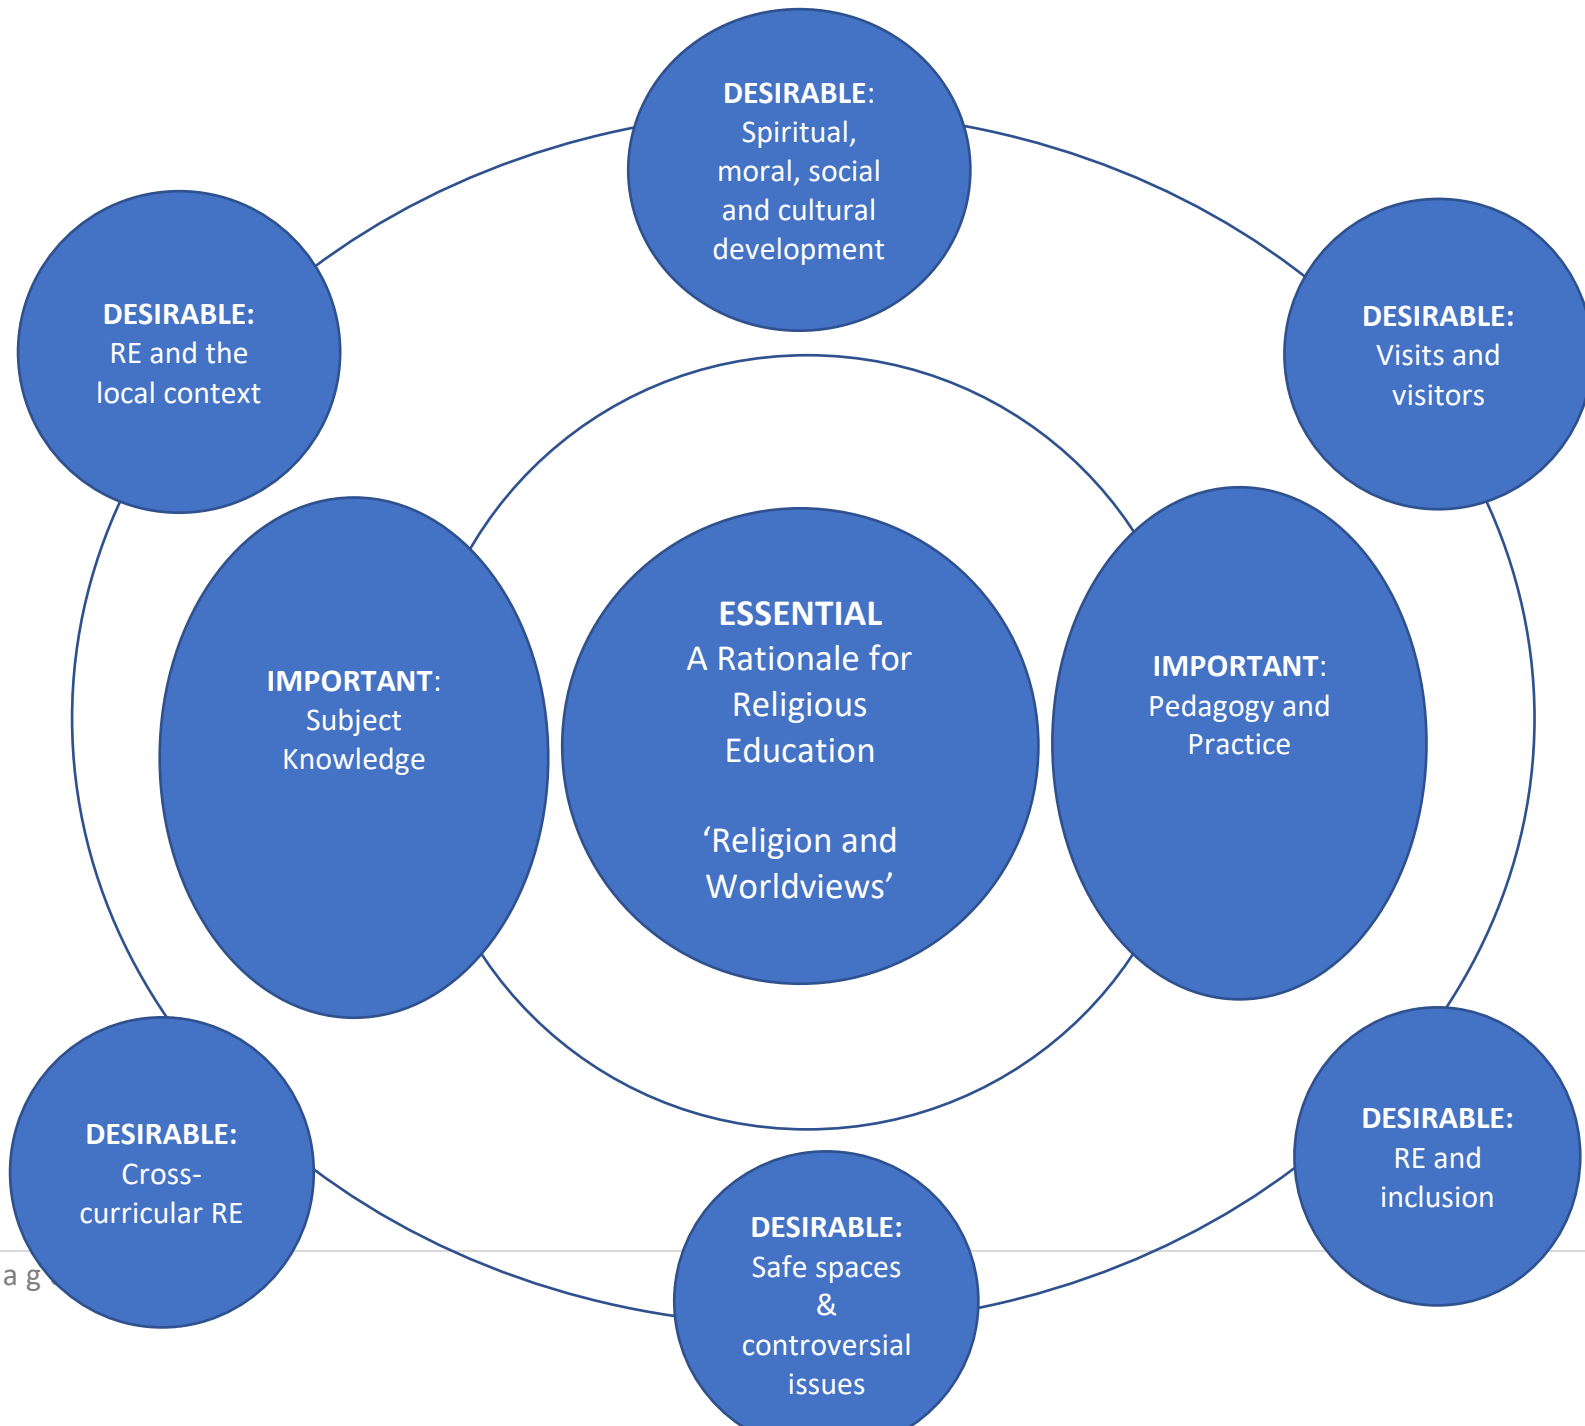 DESIRABLE:
Spiritual,
moral, social
and cultural
development
DESIRABLE:
RE and the
local context
DESIRABLE:
Visits and
visitors
IMPORTANT:
Subject
Knowledge
ESSENTIAL
A Rationale for
Religious
Education
‘Religion and
Worldviews’
IMPORTANT:
Pedagogy and
Practice
DESIRABLE:
Cross-
curricular RE
DESIRABLE:
Safe spaces
&
controversial
issues
DESIRABLE:
RE and
inclusion